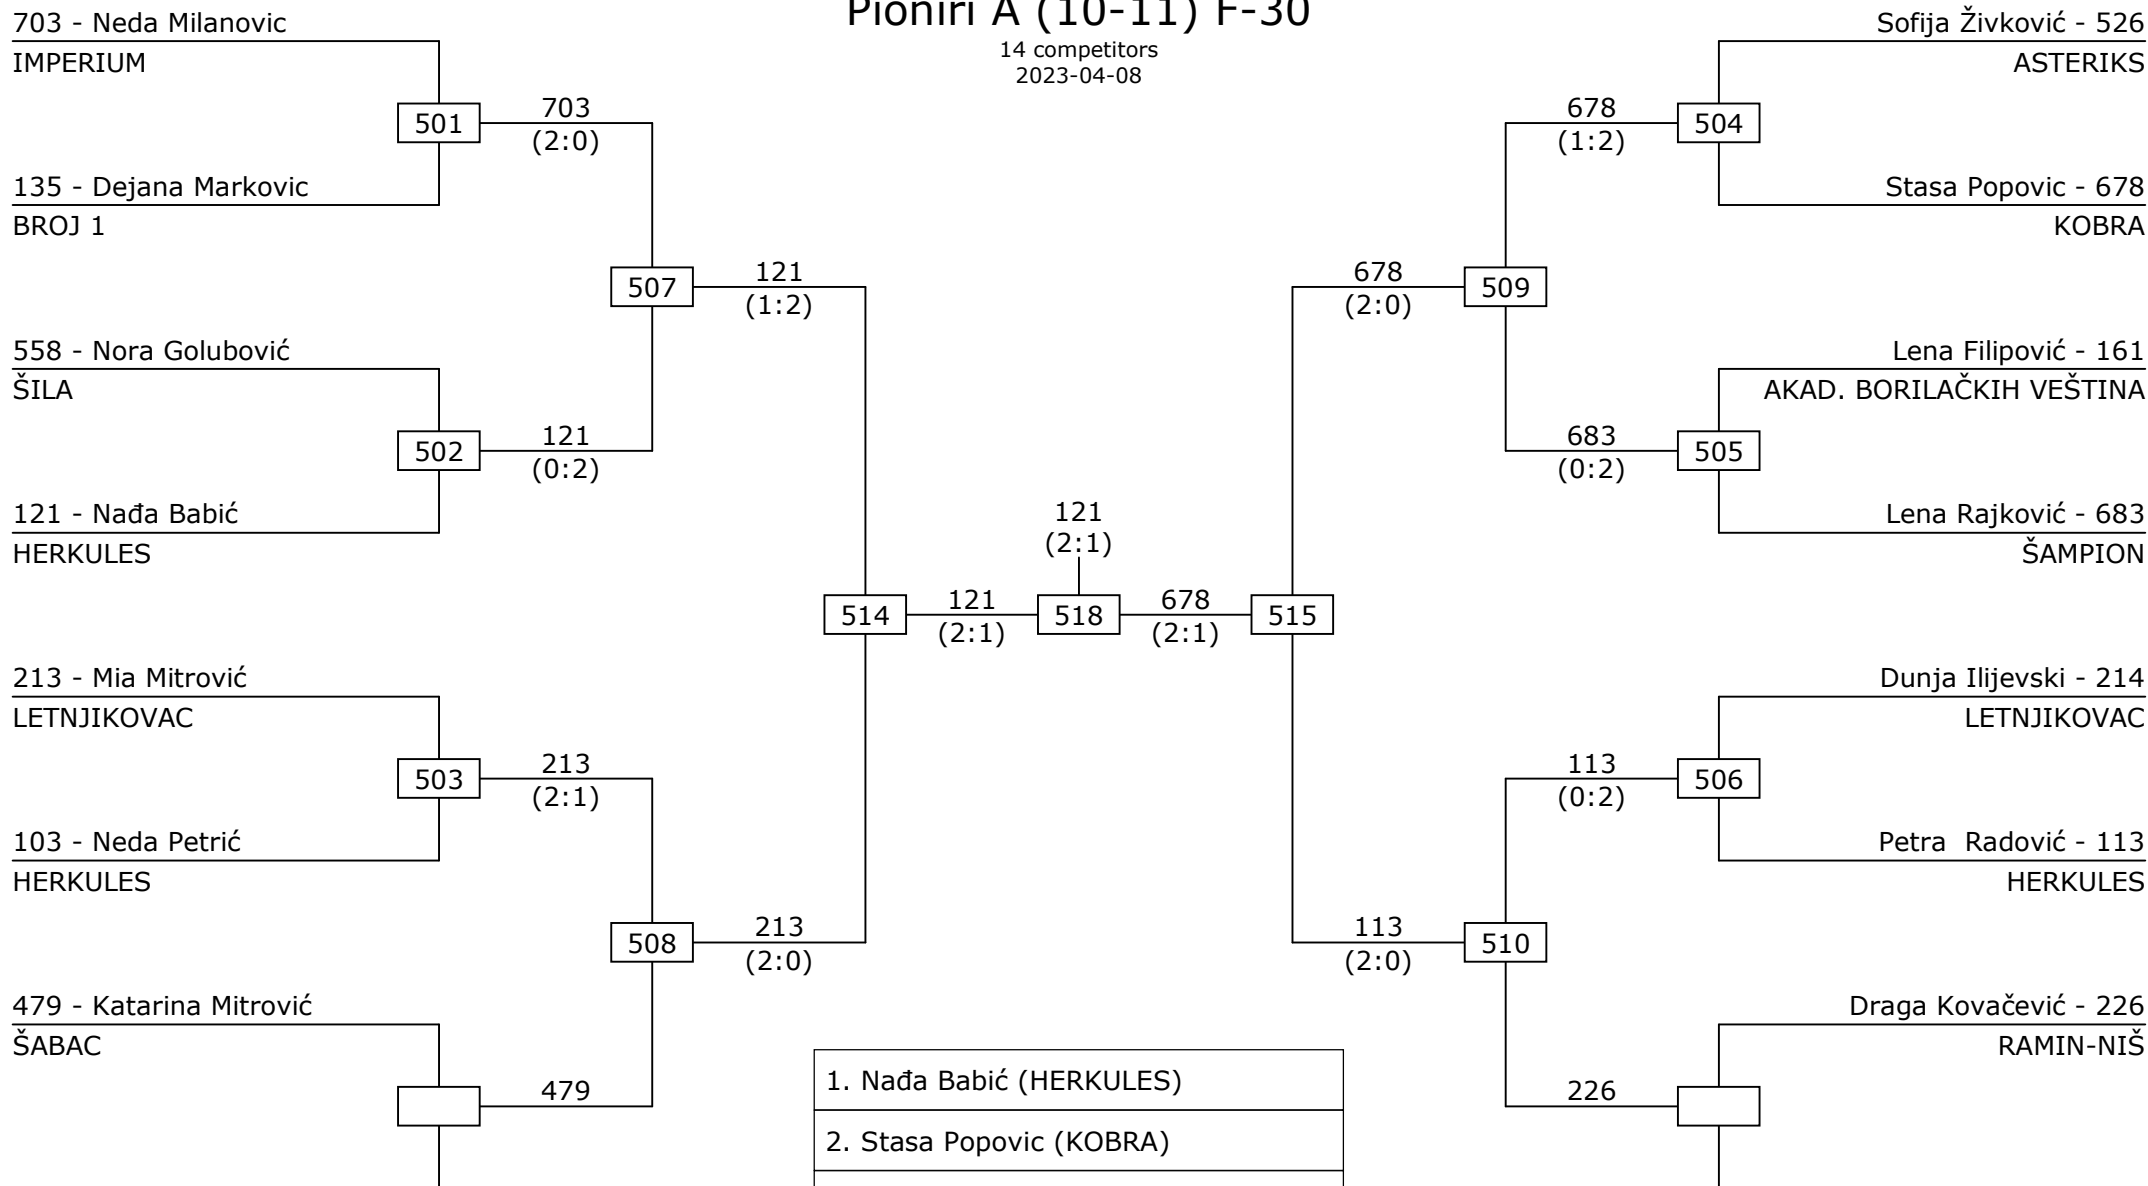 Pioniri A (10-11) F-30
14 competitors
2023-04-08
703 - Neda Milanovic
IMPERIUM
501
703
(2:0)
135 - Dejana Markovic
BROJ 1
507
121
(1:2)
558 - Nora Golubović
ŠILA
502
121
(0:2)
121 - Nađa Babić
HERKULES
514
121
(2:1)
213 - Mia Mitrović
LETNJIKOVAC
503
213
(2:1)
103 - Neda Petrić
HERKULES
508
213
(2:0)
479 - Katarina Mitrović
ŠABAC
479
121
(2:1)
518
Sofija Živković - 526
ASTERIKS
678
(1:2)
504
Stasa Popovic - 678
KOBRA
678
(2:0)
509
Lena Filipović - 161
AKAD. BORILAČKIH VEŠTINA
683
(0:2)
505
Lena Rajković - 683
ŠAMPION
678
(2:1)
515
Dunja Ilijevski - 214
LETNJIKOVAC
113
(0:2)
506
Petra  Radović - 113
HERKULES
113
(2:0)
510
Draga Kovačević - 226
RAMIN-NIŠ
226
1. Nađa Babić (HERKULES)
2. Stasa Popovic (KOBRA)